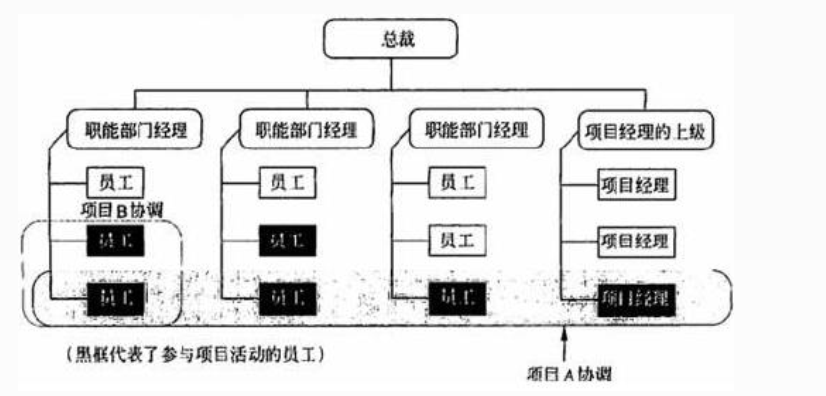 总裁
职能部门经理 职能部门经理 职能部门经理 项目经理的上级
员工 员工 员工 项目经理
项目B协调
员工 员工 员工 项目经理
员工 员工 员工 项目经理
(黑框代表了参与项目活动的员工)
项目A协调